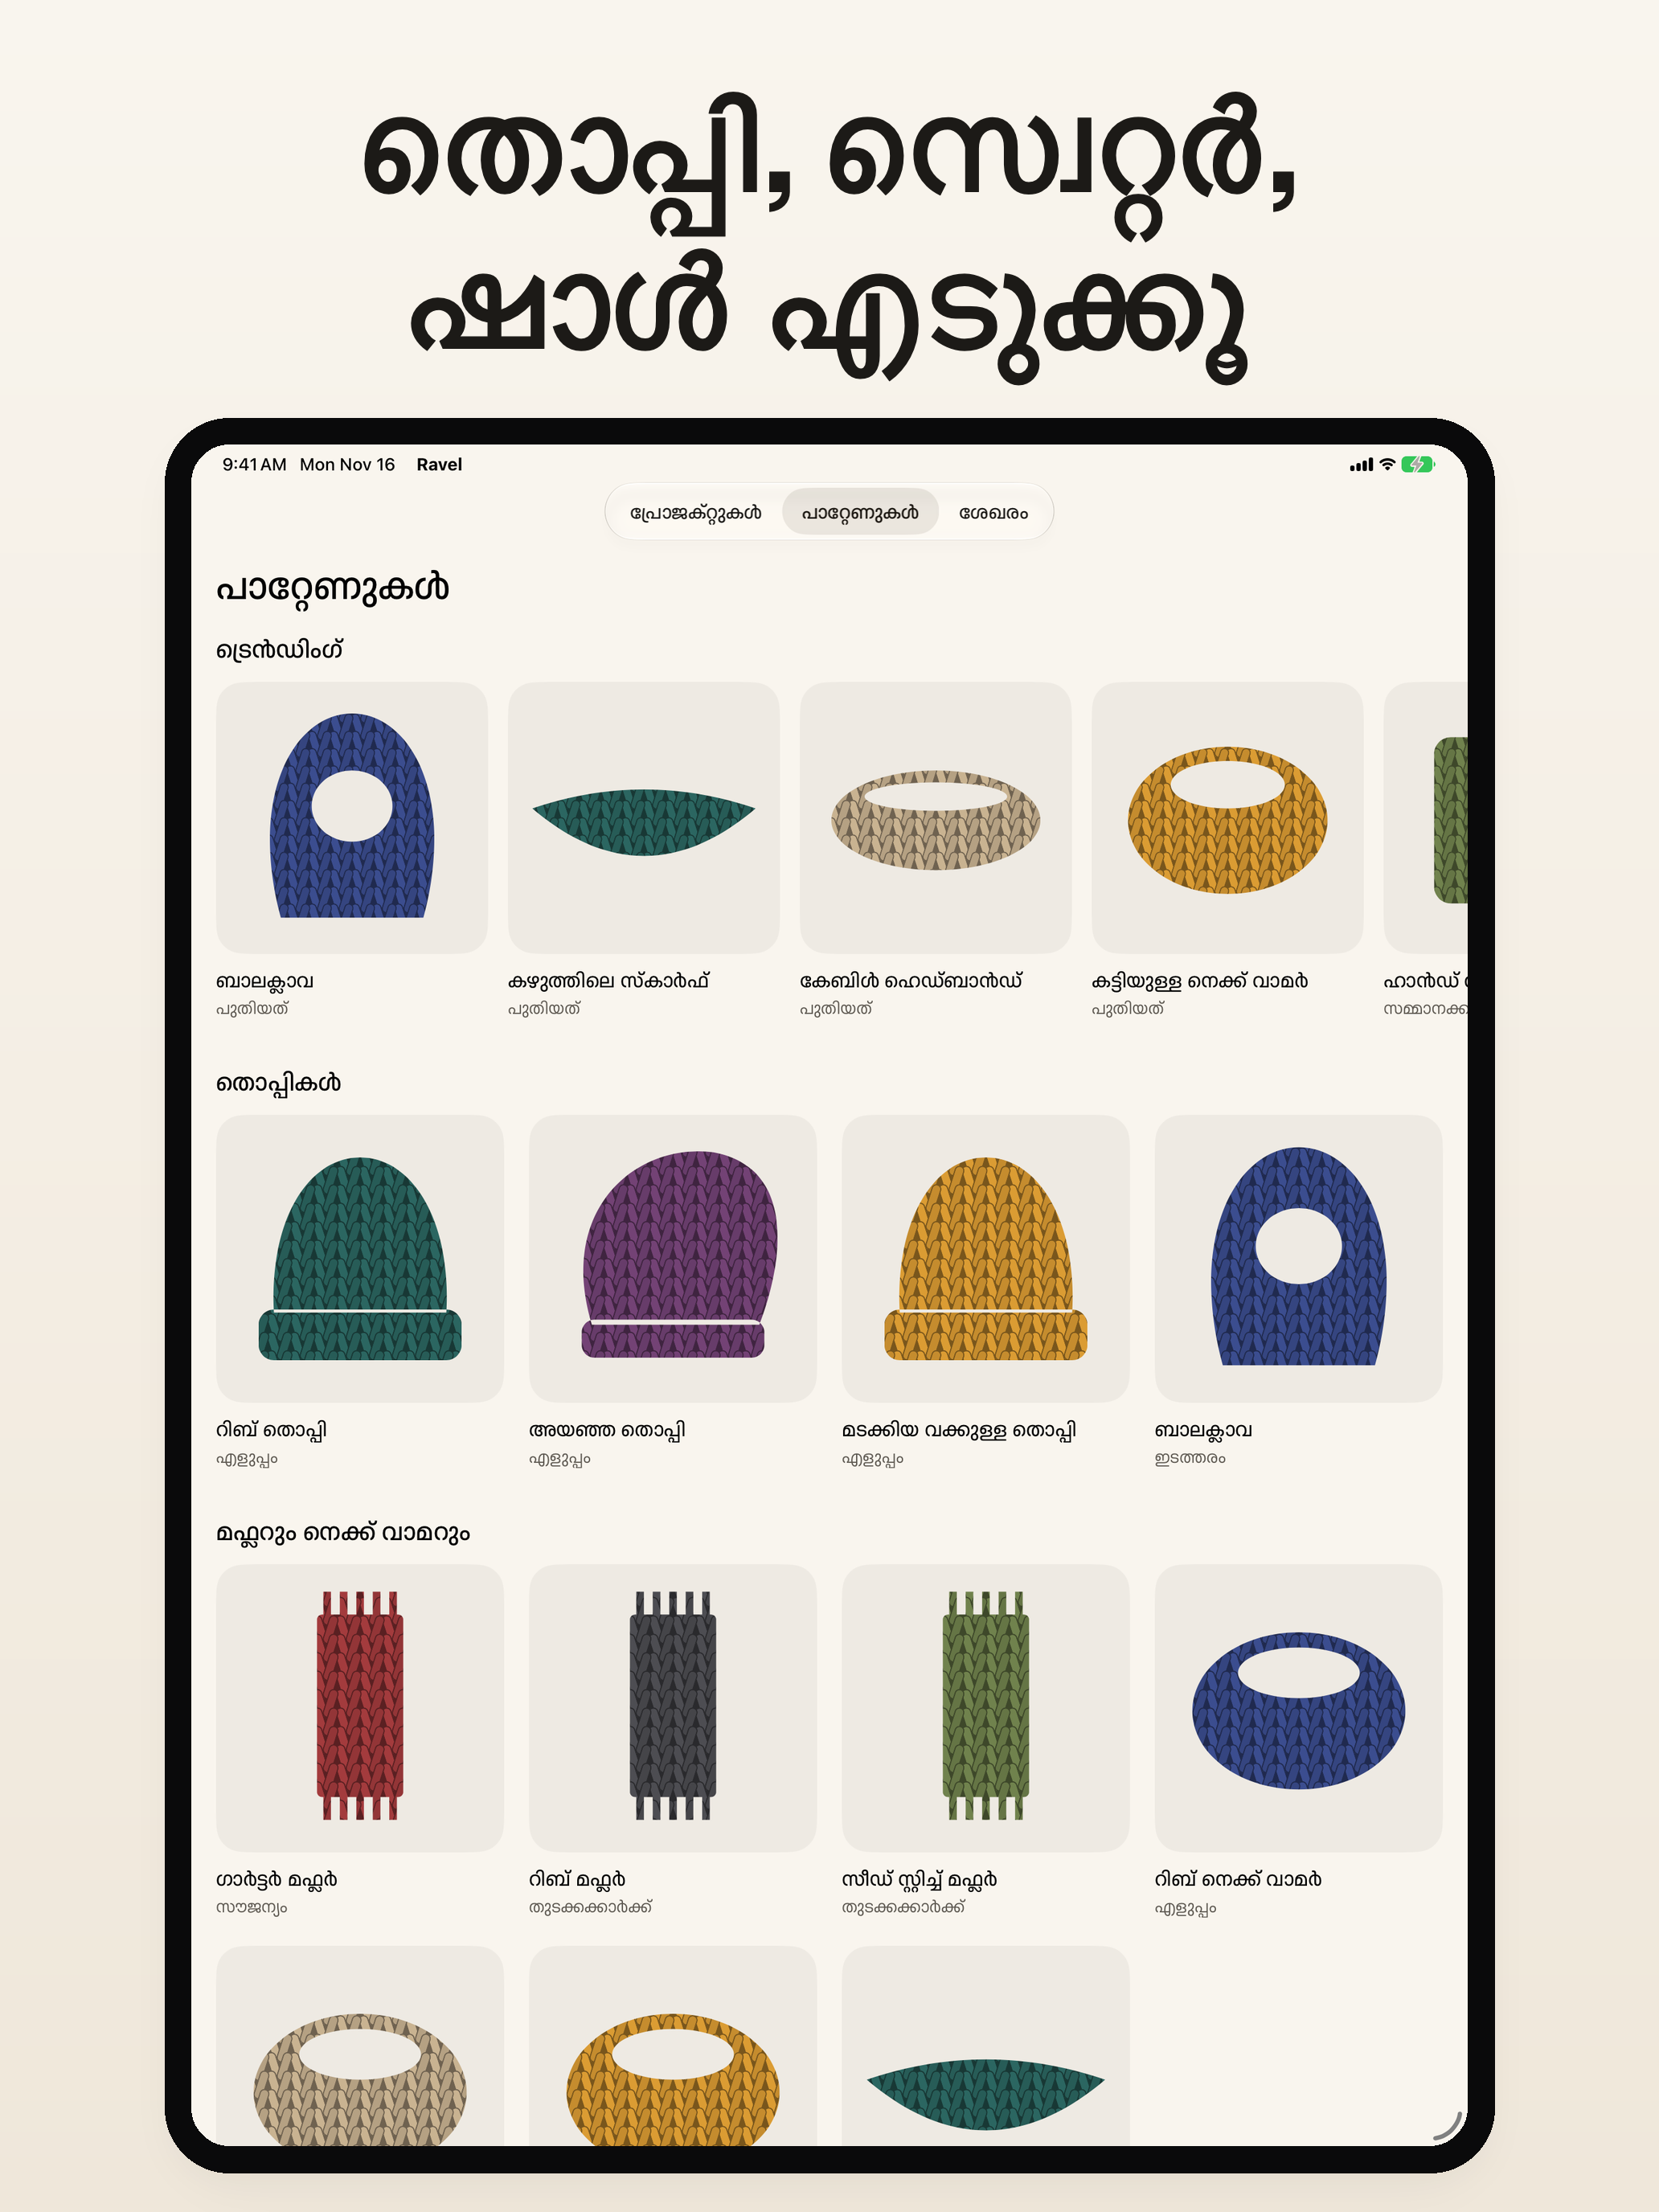 തൊപ്പി, സ്വെറ്റർ,
ഷാൾ എടുക്കൂ
9:41 AM Mon Nov 16 Ravel
പ്രോജക്റ്റുകൾ പാറ്റേണുകൾ ശേഖരം
പാറ്റേണുകൾ
ട്രെൻഡിംഗ്
ബാലക്ലാവ കഴുത്തിലെ സ്കാർഫ് കേബിൾ ഹെഡ്ബാൻഡ് കട്ടിയുള്ള നെക്ക് വാമർ ഹാൻഡ്
പുതിയത് പുതിയത് പുതിയത് പുതിയത്
തൊപ്പികൾ
റിബ് തൊപ്പി അയഞ്ഞ തൊപ്പി മടക്കിയ വക്കുള്ള തൊപ്പി ബാലക്ലാവ
എളുപ്പം എളുപ്പം എളുപ്പം ഇടത്തരം
മഫ്ലറും നെക്ക് വാമറും
ഗാർട്ടർ മഫ്ലർ റിബ് മഫ്ലർ സീഡ് സ്റ്റിച്ച് മഫ്ലർ റിബ് നെക്ക് വാമർ
സൗജന്യം തുടക്കക്കാർക്ക് തുടക്കക്കാർക്ക് എളുപ്പം